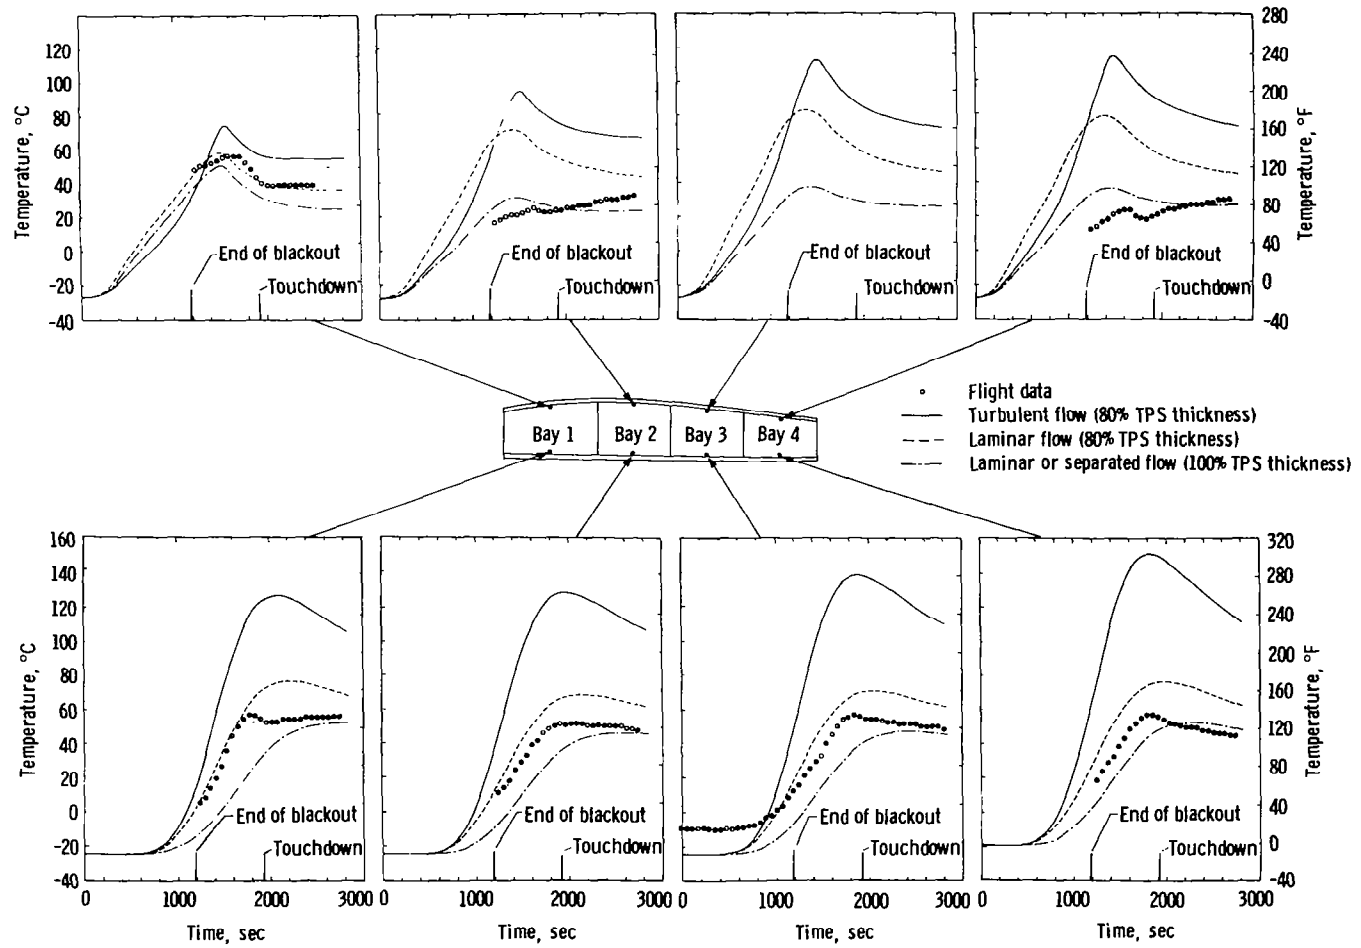 280
120
240
100
200
80
160
60
120
40
80
20
40
0
0
-20
-40
-40
Temperature, °C
Temperature, °F
End of blackout
End of blackout
End of blackout
End of blackout
Touchdown
Touchdown
Touchdown
Touchdown
Bay 1
Bay 2
Bay 3
Bay 4
Flight data
Turbulent flow (80% TPS thickness)
Laminar flow (80% TPS thickness)
Laminar or separated flow (100% TPS thickness)
160
320
140
280
120
240
100
200
80
160
60
120
40
80
20
40
0
0
-20
-40
-40
Temperature, °C
Temperature, °F
End of blackout
End of blackout
End of blackout
End of blackout
Touchdown
Touchdown
Touchdown
Touchdown
0 1000 2000 3000
0 1000 2000 3000
0 1000 2000 3000
0 1000 2000 3000
Time, sec
Time, sec
Time, sec
Time, sec